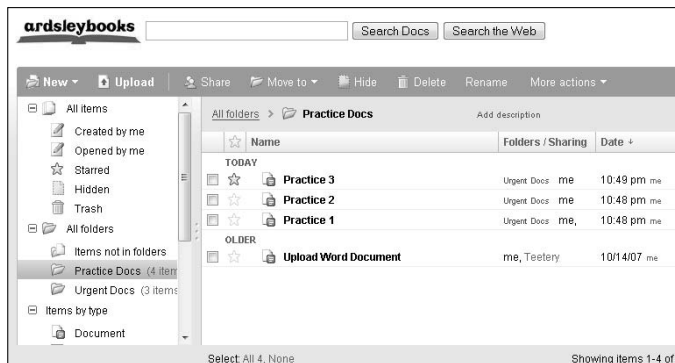 ardsleybooks
Search Docs Search the Web
New Upload Share Move to Hide Delete Rename More actions
All items
Created by me
Opened by me
Starred
Hidden
Trash
All folders
Items not in folders
Practice Docs (4 item
Urgent Docs (3 items
Items by type
Document
All folders > Practice Docs Add description
Name Folders / Sharing Date
TODAY
Practice 3 Urgent Docs me 10:49 pm me
Practice 2 Urgent Docs me 10:48 pm me
Practice 1 Urgent Docs me, 10:48 pm me
OLDER
Upload Word Document me, Teetery 10/14/07 me
Select: All 4, None Showing items 1-4 of